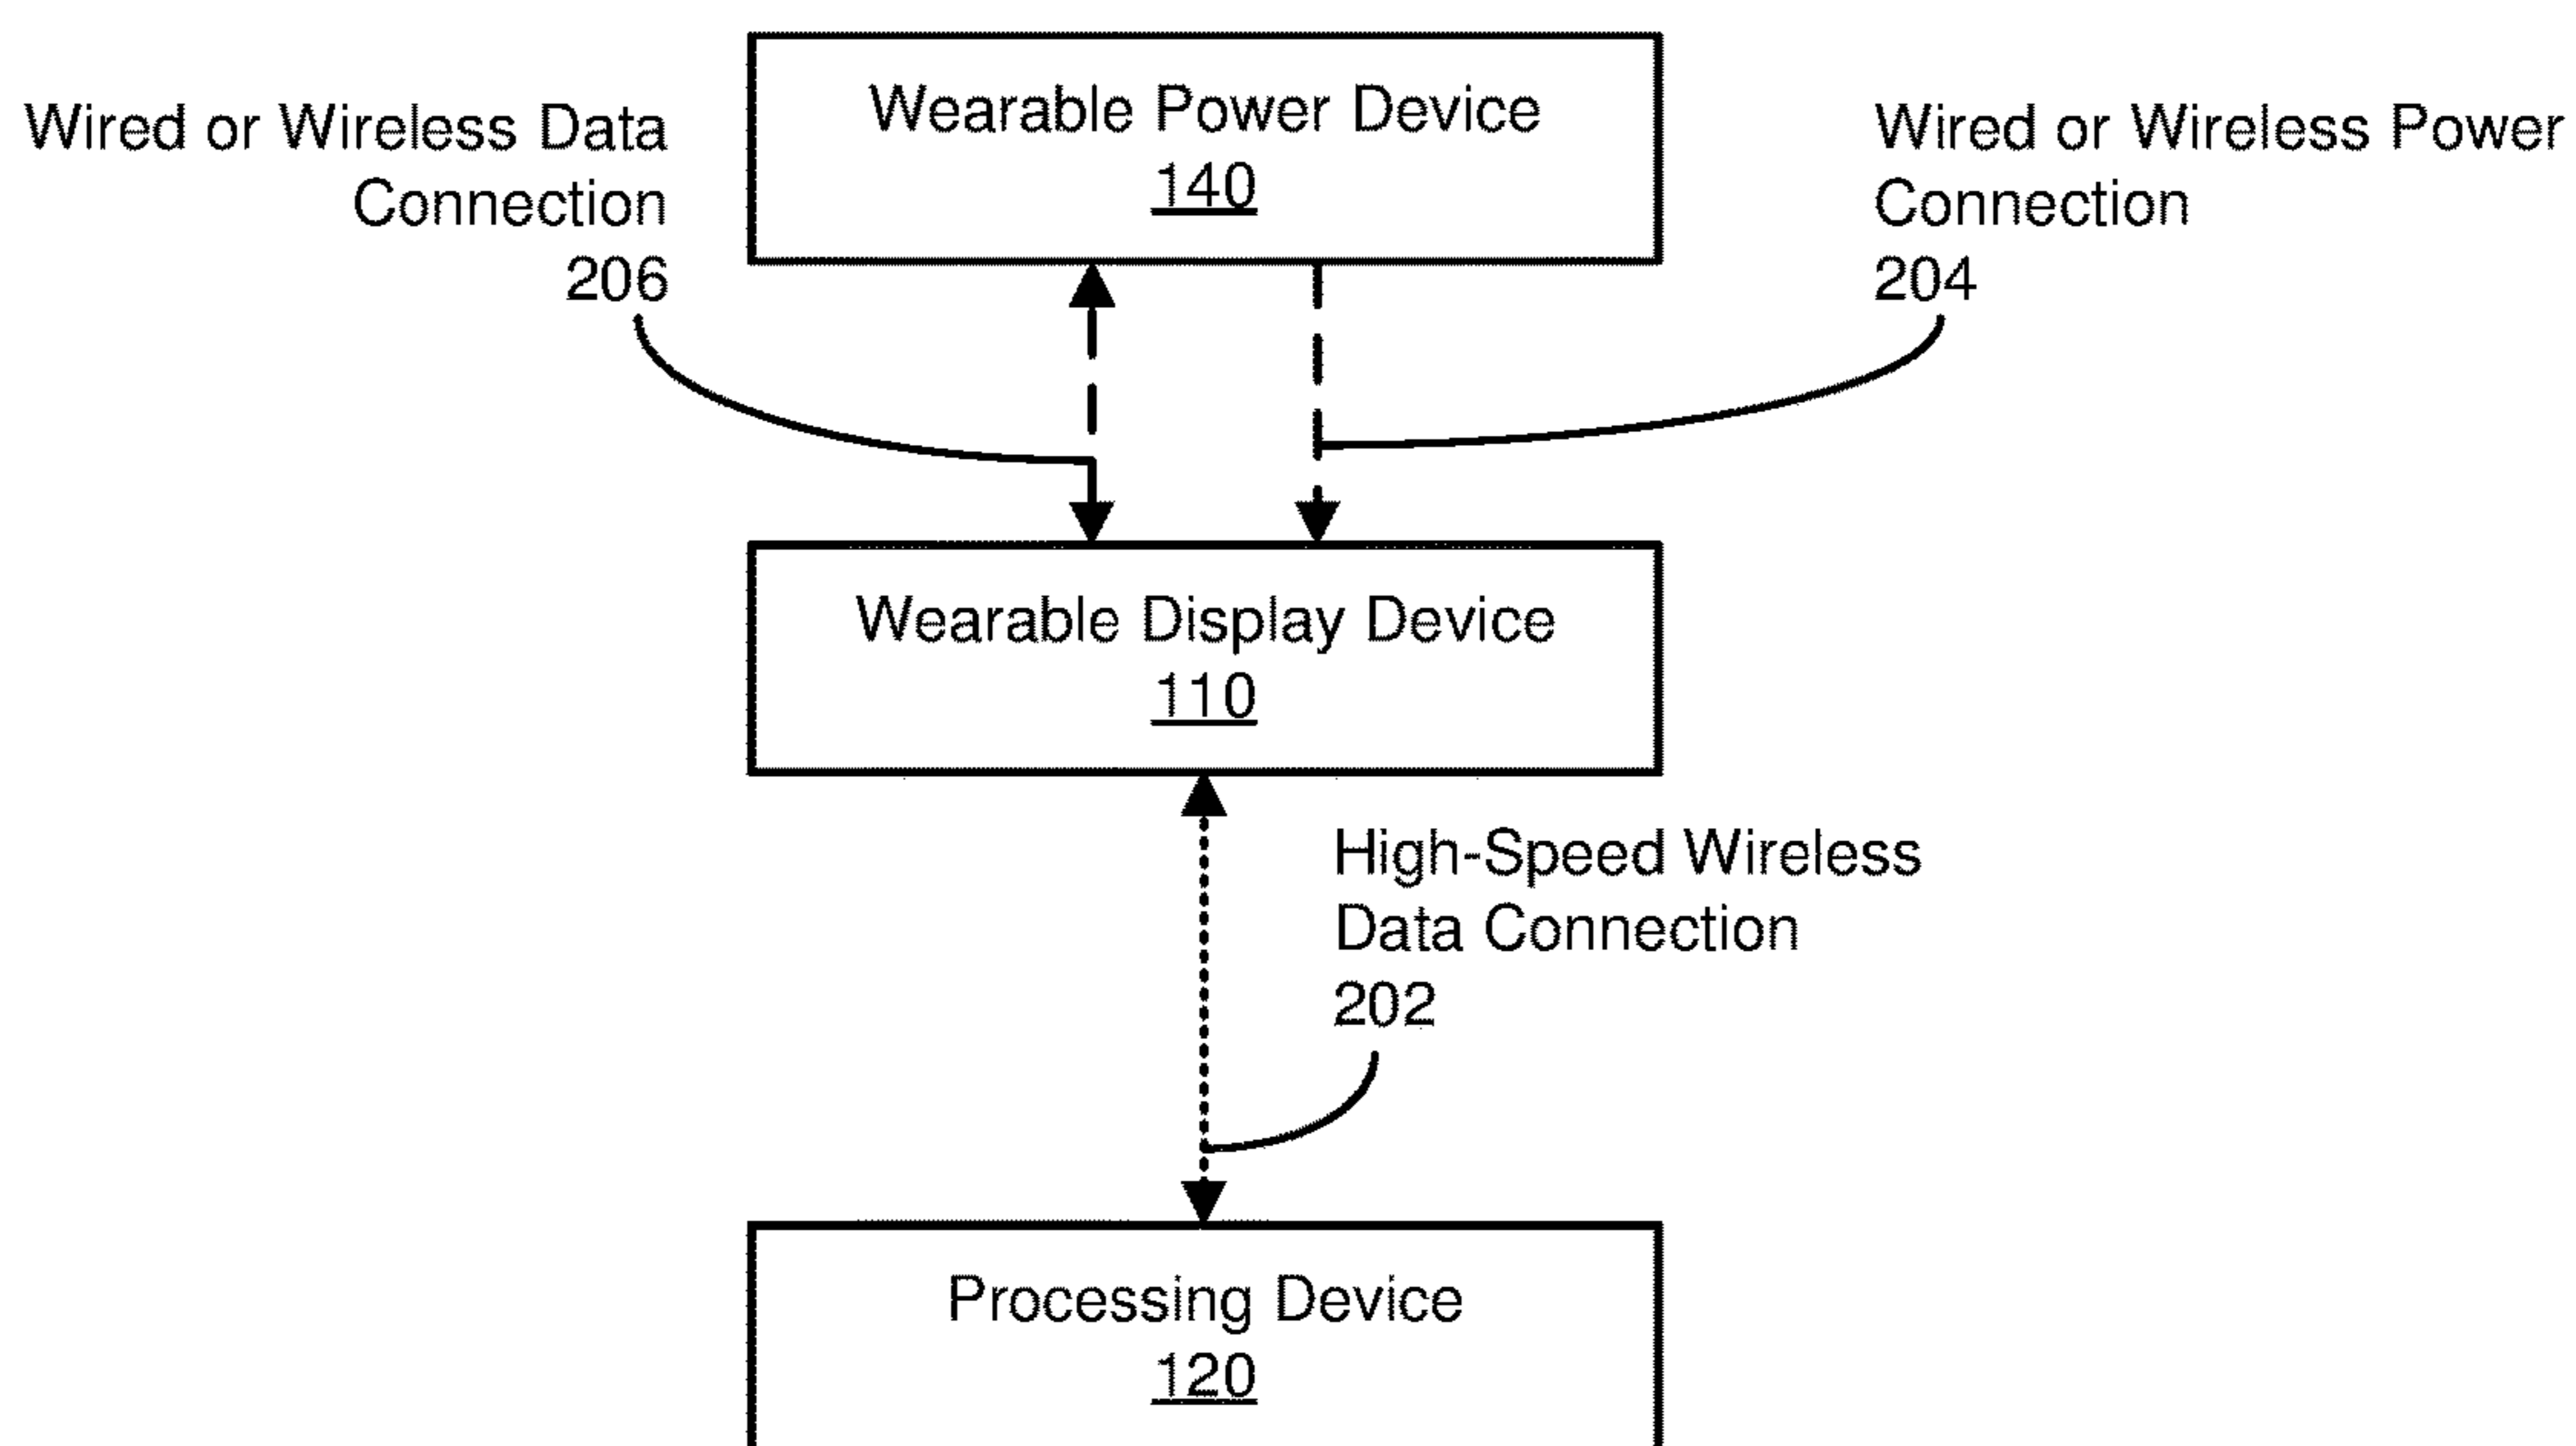 Wearable Power Device
140
Wired or Wireless Data
Connection
206
Wired or Wireless Power
Connection
204
Wearable Display Device
110
High-Speed Wireless
Data Connection
202
Processing Device
120